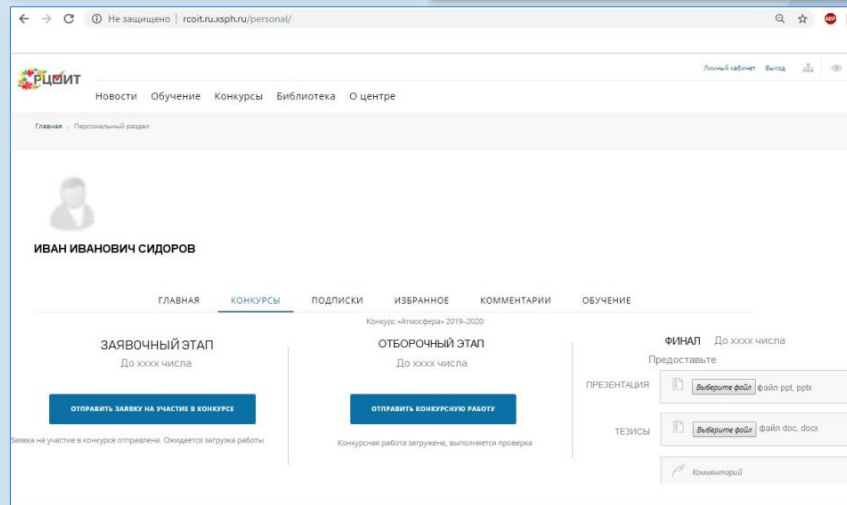 Не защищено | rcoit.ru.xsph.ru/personal/
ABP
РЦОИТ
Личный кабинет Выход
Новости Обучение Конкурсы Библиотека О центре
Главная › Персональный раздел
ИВАН ИВАНОВИЧ СИДОРОВ
ГЛАВНАЯ КОНКУРСЫ ПОДПИСКИ ИЗБРАННОЕ КОММЕНТАРИИ ОБУЧЕНИЕ
Конкурс «Атмосфера» 2019–2020
ЗАЯВОЧНЫЙ ЭТАП
До хххх числа
ОТПРАВИТЬ ЗАЯВКУ НА УЧАСТИЕ В КОНКУРСЕ
Заявка на участие в конкурсе отправлена. Ожидается загрузка работы
ОТБОРОЧНЫЙ ЭТАП
До хххх числа
ОТПРАВИТЬ КОНКУРСНУЮ РАБОТУ
Конкурсная работа загружена, выполняется проверка
ФИНАЛ До хххх числа
Предоставьте
ПРЕЗЕНТАЦИЯ Выберите файл файл ppt, pptx
ТЕЗИСЫ Выберите файл файл doc, docx
Комментарий